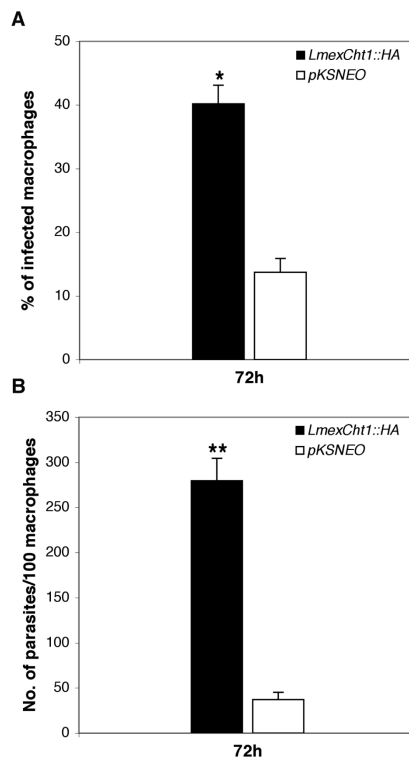 A
% of infected macrophages
50
40
30
20
10
0
*
LmexCht1::HA
pKSNEO
72h
B
No. of parasites/100 macrophages
350
300
250
200
150
100
50
0
**
LmexCht1::HA
pKSNEO
72h